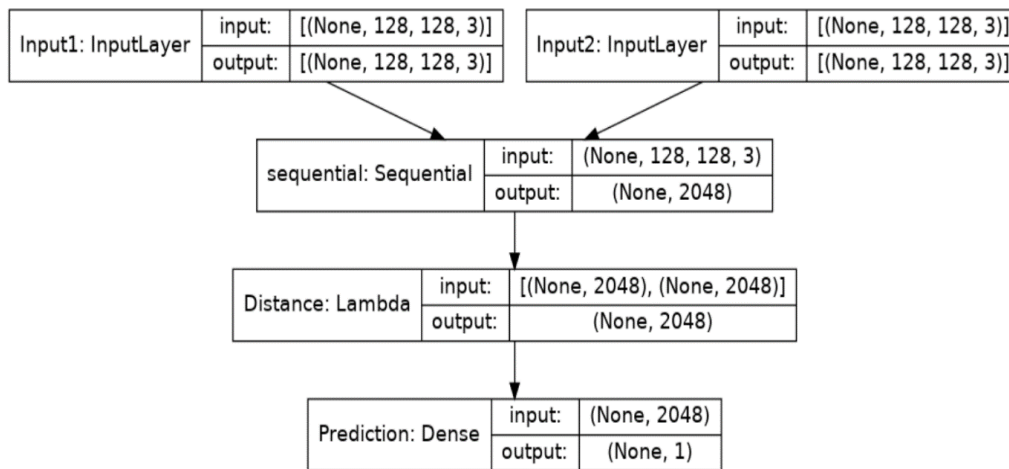 Input1: InputLayer
input: [(None, 128, 128, 3)]
output: [(None, 128, 128, 3)]
Input2: InputLayer
input: [(None, 128, 128, 3)]
output: [(None, 128, 128, 3)]
sequential: Sequential
input: (None, 128, 128, 3)
output: (None, 2048)
Distance: Lambda
input: [(None, 2048), (None, 2048)]
output: (None, 2048)
Prediction: Dense
input: (None, 2048)
output: (None, 1)